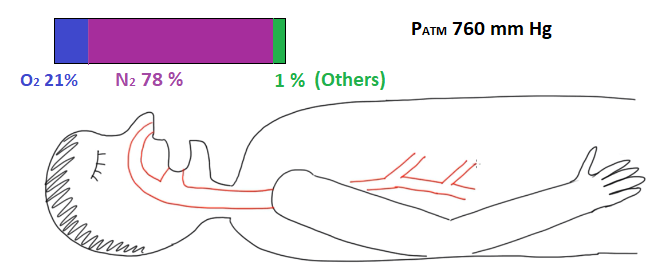 PATM 760 mm Hg
O2 21%
N2 78 %
1 % (Others)